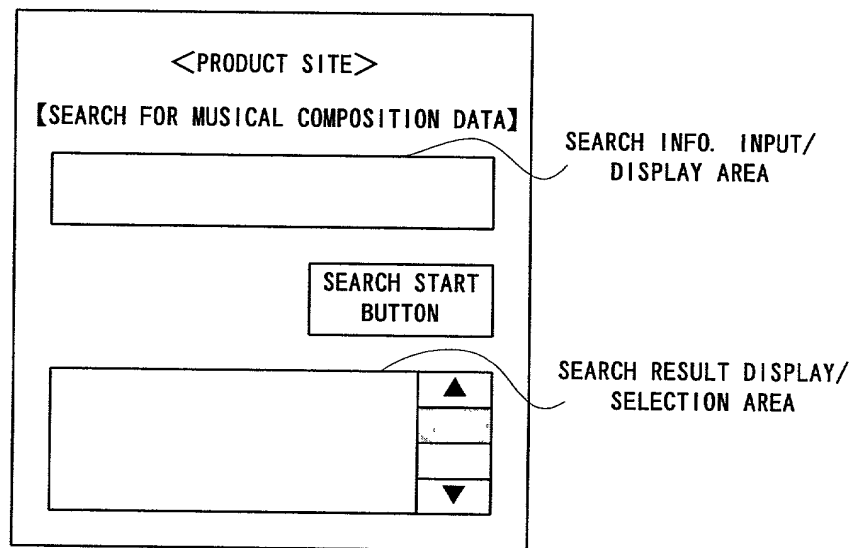 <PRODUCT SITE>
【SEARCH FOR MUSICAL COMPOSITION DATA】
SEARCH INFO. INPUT/
DISPLAY AREA
SEARCH START
BUTTON
SEARCH RESULT DISPLAY/
SELECTION AREA
▲
▼